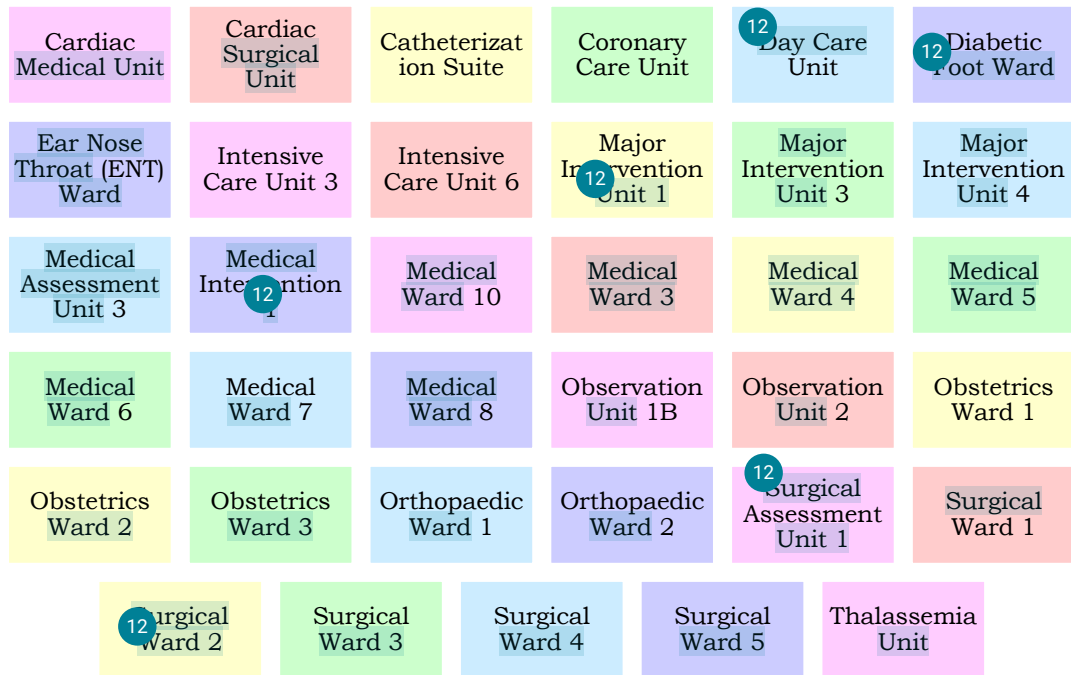 Cardiac
Medical Unit
Cardiac
Surgical
Unit
Catheterizat
ion Suite
Coronary
Care Unit
12
Day Care
Unit
12
Diabetic
Foot Ward
Ear Nose
Throat (ENT)
Ward
Intensive
Care Unit 3
Intensive
Care Unit 6
Major
Intervention
12
Unit 1
Major
Intervention
Unit 3
Major
Intervention
Unit 4
Medical
Assessment
Unit 3
Medical
Intervention
12
1
Medical
Ward 10
Medical
Ward 3
Medical
Ward 4
Medical
Ward 5
Medical
Ward 6
Medical
Ward 7
Medical
Ward 8
Observation
Unit 1B
Observation
Unit 2
Obstetrics
Ward 1
Obstetrics
Ward 2
Obstetrics
Ward 3
Orthopaedic
Ward 1
Orthopaedic
Ward 2
12
Surgical
Assessment
Unit 1
Surgical
Ward 1
12
Surgical
Ward 2
Surgical
Ward 3
Surgical
Ward 4
Surgical
Ward 5
Thalassemia
Unit